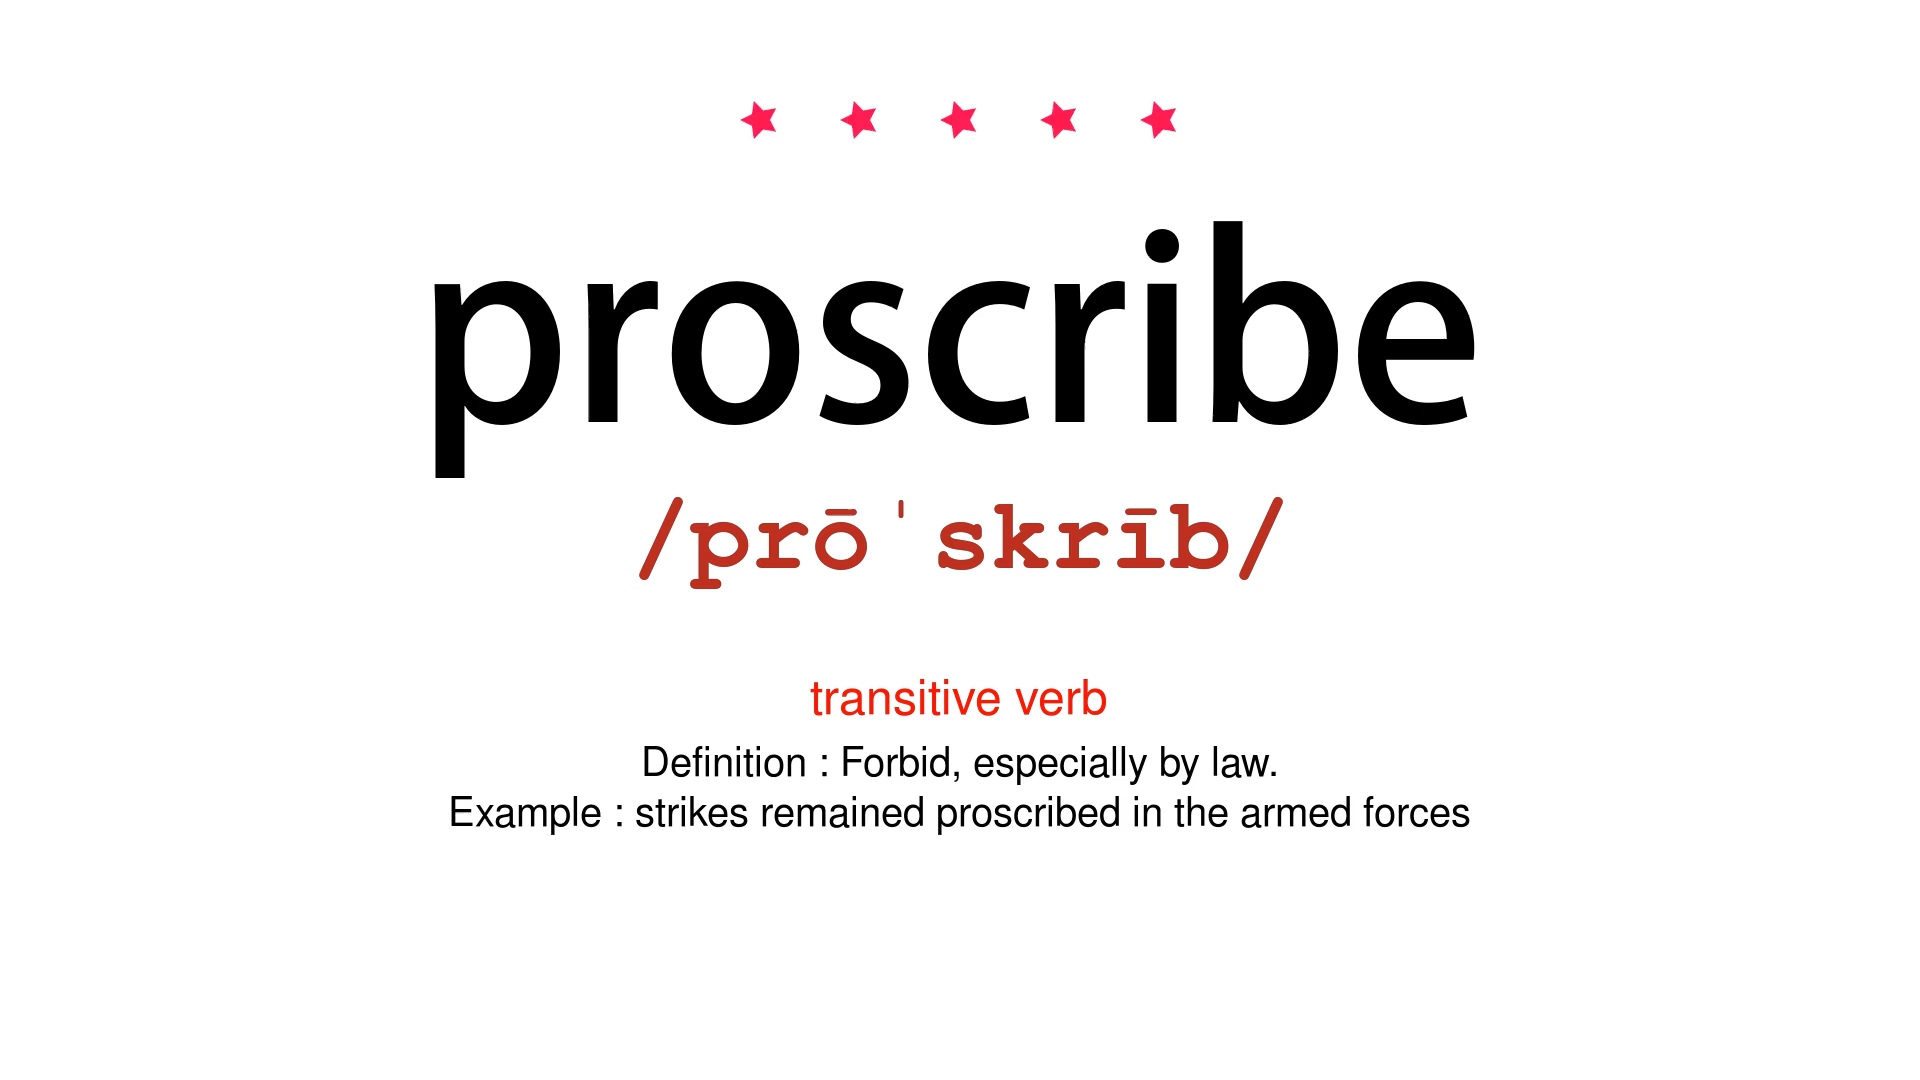 proscribe
/prōˈskrīb/
transitive verb
Definition : Forbid, especially by law.
Example : strikes remained proscribed in the armed forces